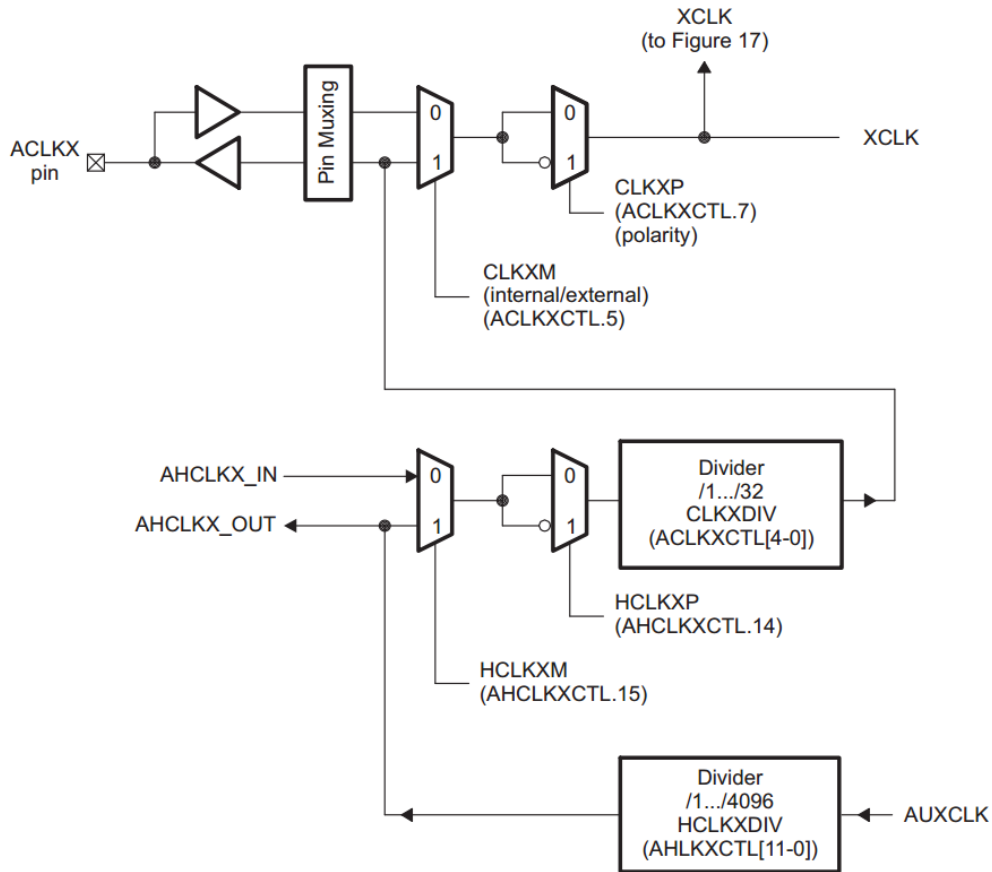 XCLK
(to Figure 17)
ACLKX
pin
Pin Muxing
0
1
0
1
XCLK
CLKXP
(ACLKXCTL.7)
(polarity)
CLKXM
(internal/external)
(ACLKXCTL.5)
AHCLKX_IN
AHCLKX_OUT
0
1
0
1
Divider
/1.../32
CLKXDIV
(ACLKXCTL[4-0])
HCLKXP
(AHCLKXCTL.14)
HCLKXM
(AHCLKXCTL.15)
Divider
/1.../4096
HCLKXDIV
(AHLKXCTL[11-0])
AUXCLK